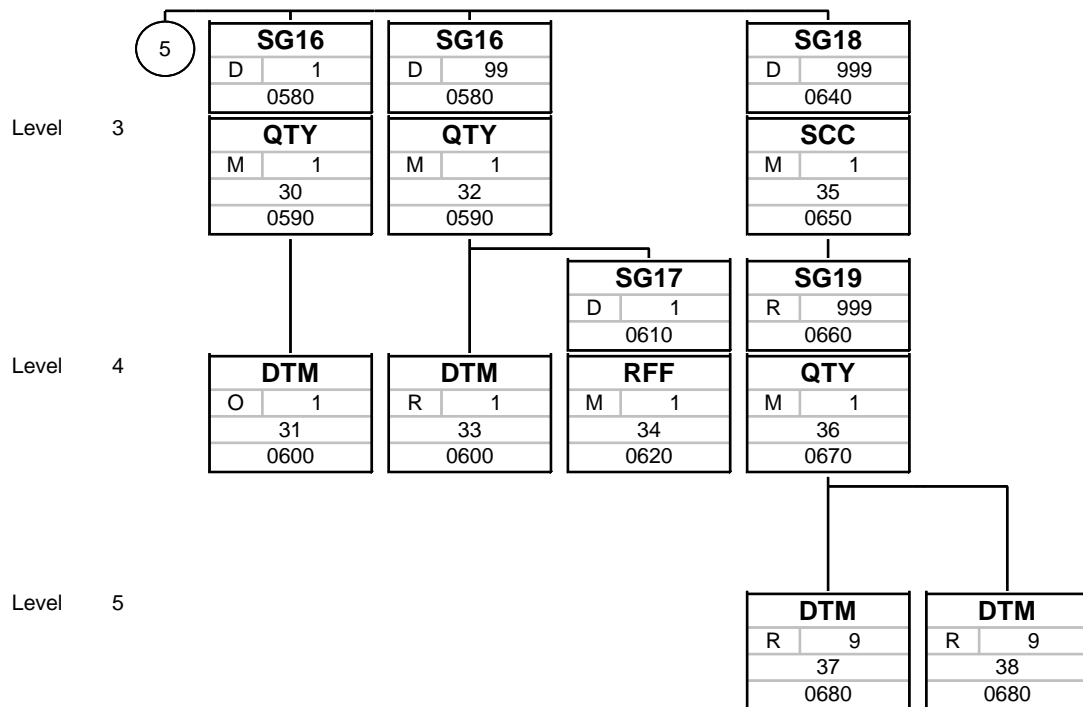 5
SG16
D 1
0580
SG16
D 99
0580
SG18
D 999
0640
Level 3
QTY
M 1
30
0590
QTY
M 1
32
0590
SCC
M 1
35
0650
SG17
D 1
0610
SG19
R 999
0660
Level 4
DTM
O 1
31
0600
DTM
R 1
33
0600
RFF
M 1
34
0620
QTY
M 1
36
0670
Level 5
DTM
R 9
37
0680
DTM
R 9
38
0680